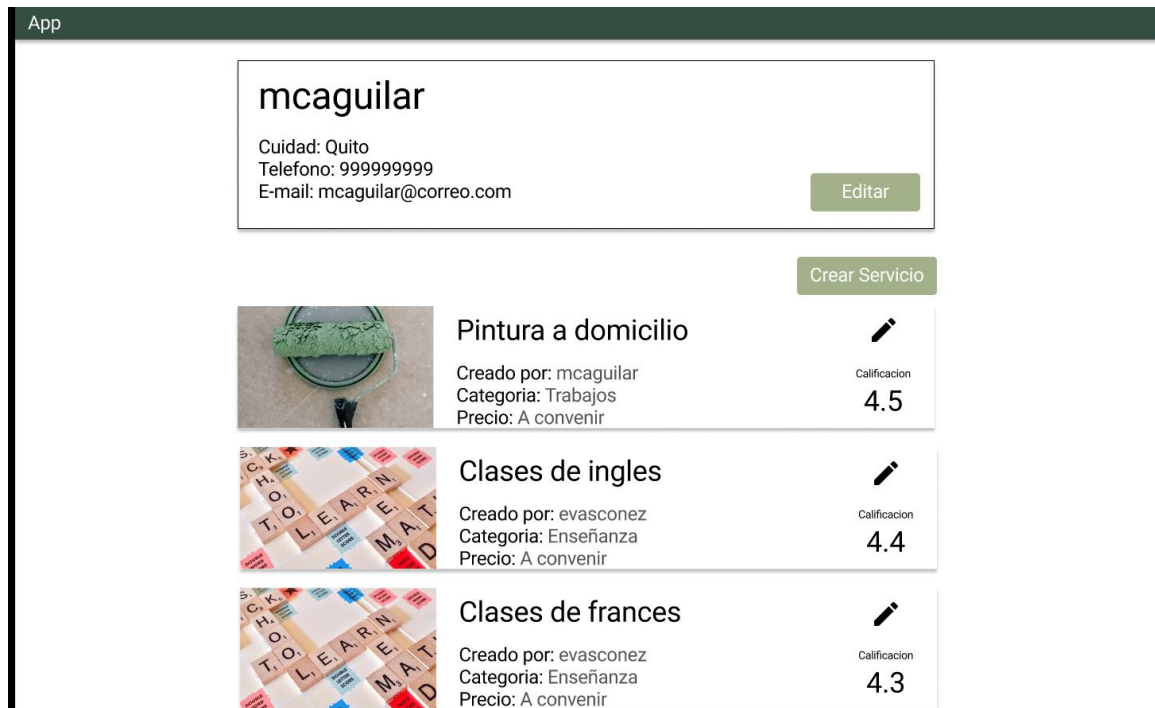 App
mcaguilar
Cuidad: Quito
Telefono: 999999999
E-mail: mcaguilar@correo.com
Editar
Crear Servicio
Pintura a domicilio
Creado por: mcaguilar
Categoria: Trabajos
Precio: A convenir
Calificacion
4.5
Clases de ingles
Creado por: evasconez
Categoria: Enseñanza
Precio: A convenir
Calificacion
4.4
Clases de frances
Creado por: evasconez
Categoria: Enseñanza
Precio: A convenir
Calificacion
4.3
LEARN
LEARN